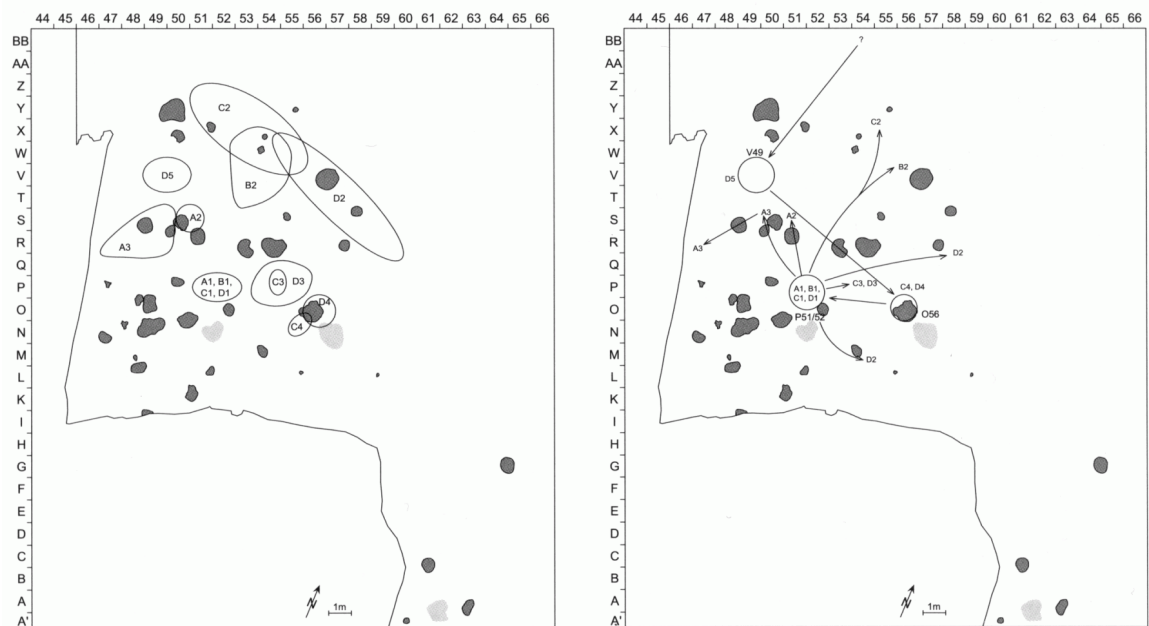 44 45 46 47 48 49 50 51 52 53 54 55 56 57 58 59 60 61 62 63 64 65 66
BB
AA
Z
Y
X
W
V
T
S
R
Q
P
O
N
M
L
K
I
H
G
F
E
D
C
B
A
A'
C2
B2
D5
D2
A2
A3
A1, B1,
C1, D1
C3
D3
D4
C4
N
1m
44 45 46 47 48 49 50 51 52 53 54 55 56 57 58 59 60 61 62 63 64 65 66
BB
AA
Z
Y
X
W
V
T
S
R
Q
P
O
N
M
L
K
I
H
G
F
E
D
C
B
A
A'
?
C2
V49
B2
D5
A3
A2
A3
D2
A1, B1,
C1, D1
C3, D3
C4, D4
P51/52
O56
D2
N
1m